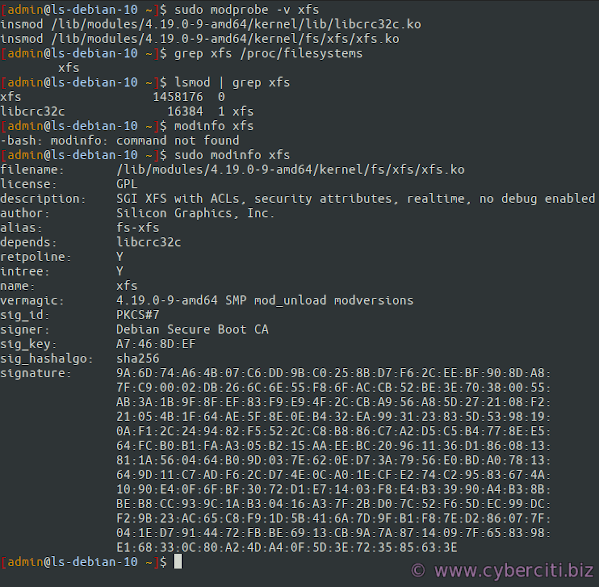 [admin@ls-debian-10 ~]$ sudo modprobe -v xfs
insmod /lib/modules/4.19.0-9-amd64/kernel/lib/libcrc32c.ko
insmod /lib/modules/4.19.0-9-amd64/kernel/fs/xfs/xfs.ko
[admin@ls-debian-10 ~]$ grep xfs /proc/filesystems
        xfs
[admin@ls-debian-10 ~]$ lsmod | grep xfs
xfs                  1458176  0
libcrc32c              16384  1 xfs
[admin@ls-debian-10 ~]$ modinfo xfs
-bash: modinfo: command not found
[admin@ls-debian-10 ~]$ sudo modinfo xfs
filename:       /lib/modules/4.19.0-9-amd64/kernel/fs/xfs/xfs.ko
license:        GPL
description:    SGI XFS with ACLs, security attributes, realtime, no debug enabled
author:         Silicon Graphics, Inc.
alias:          fs-xfs
depends:        libcrc32c
retpoline:      Y
intree:         Y
name:           xfs
vermagic:       4.19.0-9-amd64 SMP mod_unload modversions
sig_id:         PKCS#7
signer:         Debian Secure Boot CA
sig_key:        A7:46:8D:EF
sig_hashalgo:   sha256
signature:      9A:6D:74:A6:4B:07:C6:DD:9B:C0:25:8B:D7:F6:2C:EE:BF:90:8D:A8:
                7F:C9:00:02:DB:26:6C:6E:55:F8:6F:AC:CB:52:BE:3E:70:38:00:55:
                AB:3A:1B:9F:8F:EF:83:F9:E9:4F:2C:CB:A9:56:A8:5D:27:21:08:F2:
                21:05:4B:1F:64:AE:5F:8E:0E:B4:32:EA:99:31:23:83:5D:53:98:19:
                0A:F1:2C:24:94:82:F5:52:2C:C8:B8:86:C7:A2:D5:C5:B4:77:8E:E5:
                64:FC:B0:B1:FA:A3:05:B2:15:AA:EE:BC:20:96:11:36:D1:86:08:13:
                81:1A:56:04:64:B0:9D:03:7E:62:0E:D7:3A:79:56:E0:BD:A0:78:13:
                64:9D:11:C7:AD:F6:2C:D7:4E:0C:A0:1E:CF:E2:74:C2:95:83:67:4A:
                10:90:E4:0F:6F:BF:30:72:D1:E7:14:03:F8:E4:B3:39:90:A4:B3:8B:
                BE:B8:CC:93:9C:1A:B3:04:16:A3:7F:2B:D0:7C:52:F6:5D:EC:99:DC:
                F2:9B:23:AC:65:C8:F9:1D:5B:41:6A:7D:9F:B1:F8:7E:D2:86:07:7F:
                04:1E:D7:91:44:72:FB:BE:69:13:CB:9A:7A:87:14:09:7F:65:83:98:
                E1:68:33:0C:80:A2:4D:A4:0F:5D:3E:72:35:85:63:3E
[admin@ls-debian-10 ~]$
© www.cyberciti.biz